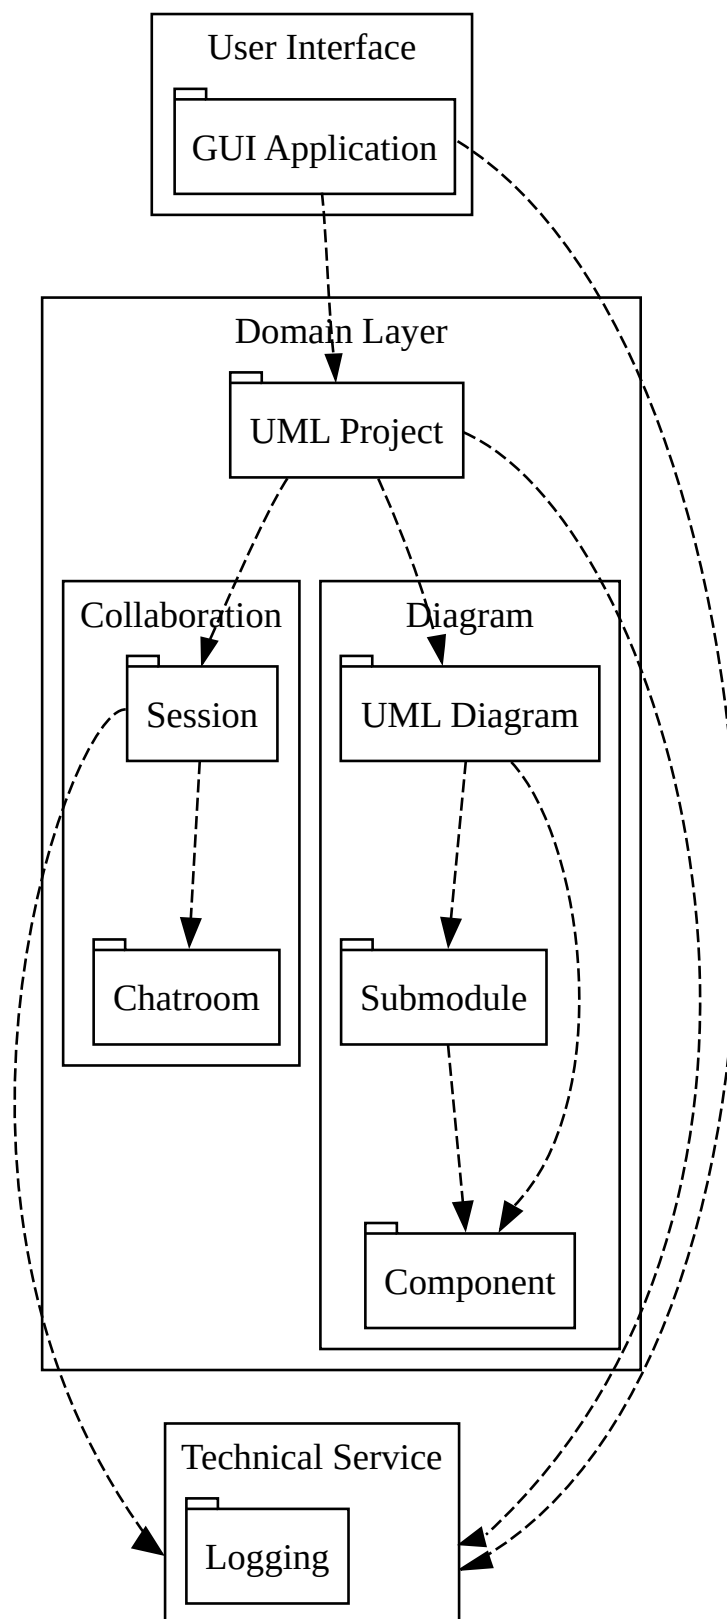 User Interface
GUI Application
Domain Layer
UML Project
Collaboration
Diagram
Session
UML Diagram
Chatroom
Submodule
Component
Technical Service
Logging